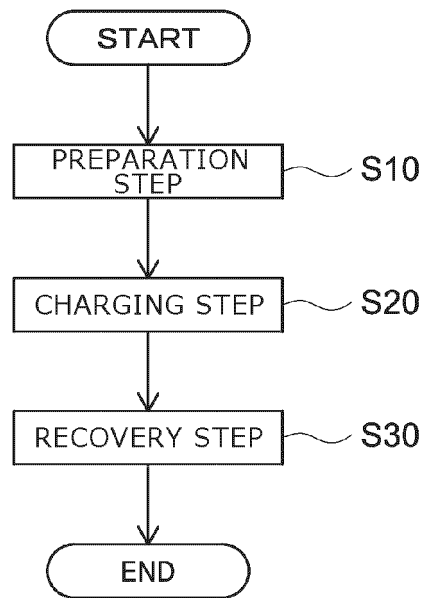 START
PREPARATION
STEP
S10
CHARGING STEP
S20
RECOVERY STEP
S30
END